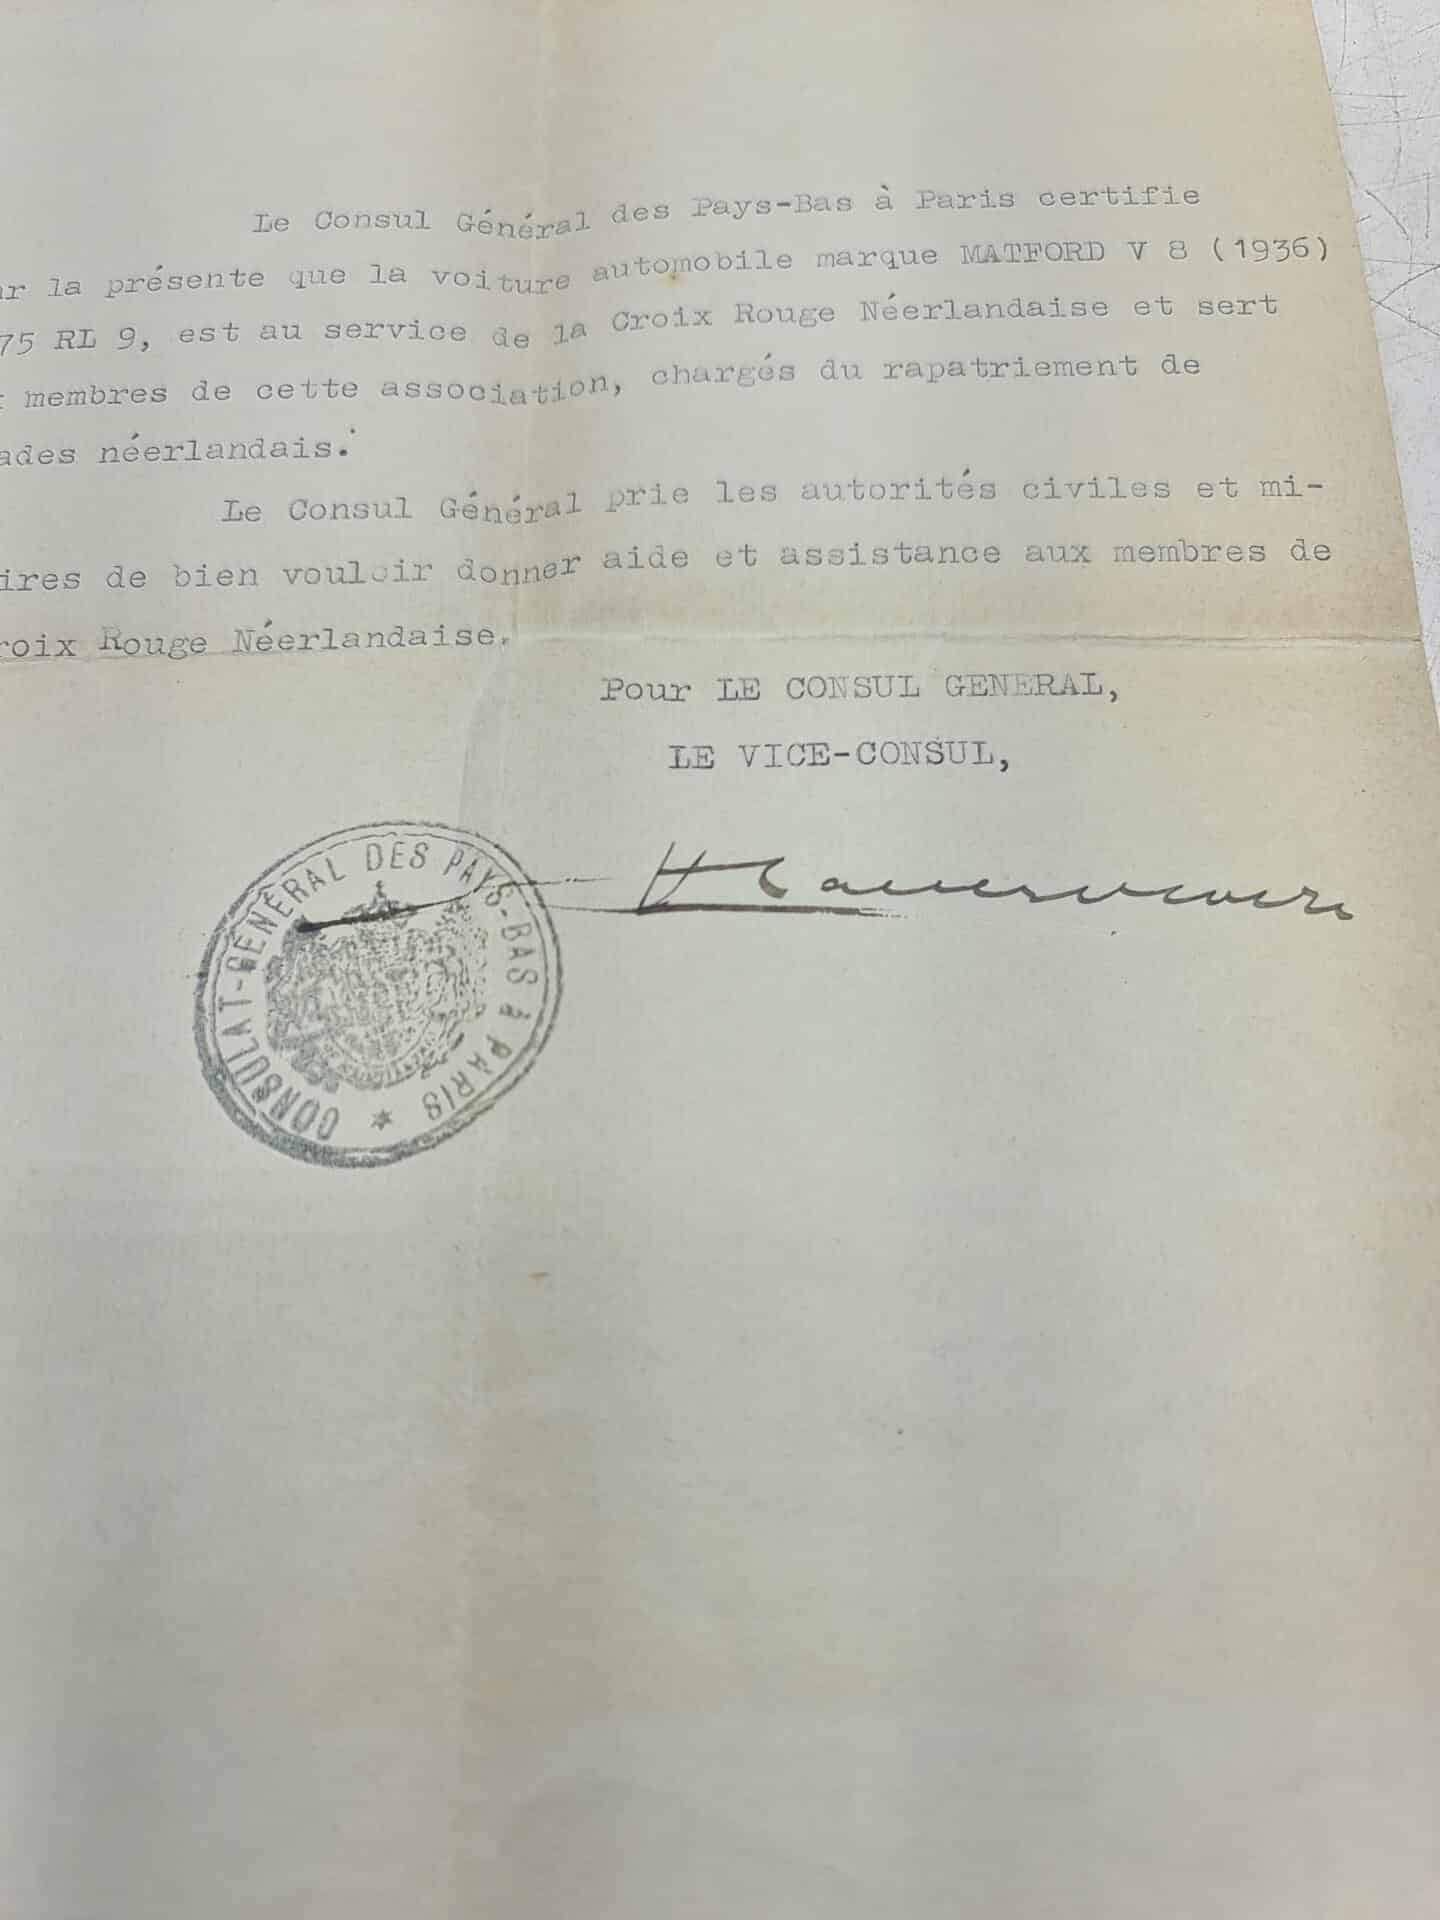 Le Consul Général des Pays-Bas à Paris certifie
la présente que la voiture automobile marque MATFORD V 8 (1936)
75 RL 9, est au service de la Croix Rouge Néerlandaise et sert
membres de cette association, chargés du rapatriement de
ades néerlandais.
Le Consul Général prie les autorités civiles et mi-
ires de bien vouloir donner aide et assistance aux membres de
roix Rouge Néerlandaise.
Pour LE CONSUL GENERAL,
LE VICE-CONSUL,
CONSULAT-GÉNÉRAL DES PAYS-BAS À PARIS